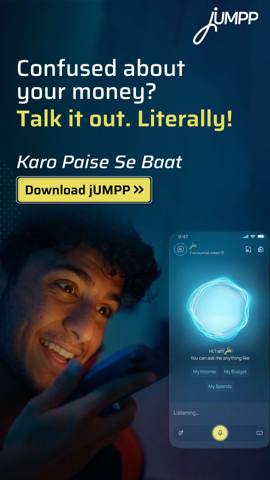 jUMPP
Confused about
your money?
Talk it out. Literally!
Karo Paise Se Baat
Download jUMPP >>
9:41
Hi, I am
You can ask me anything like
My Income
My Budget
My Spends
Listening...